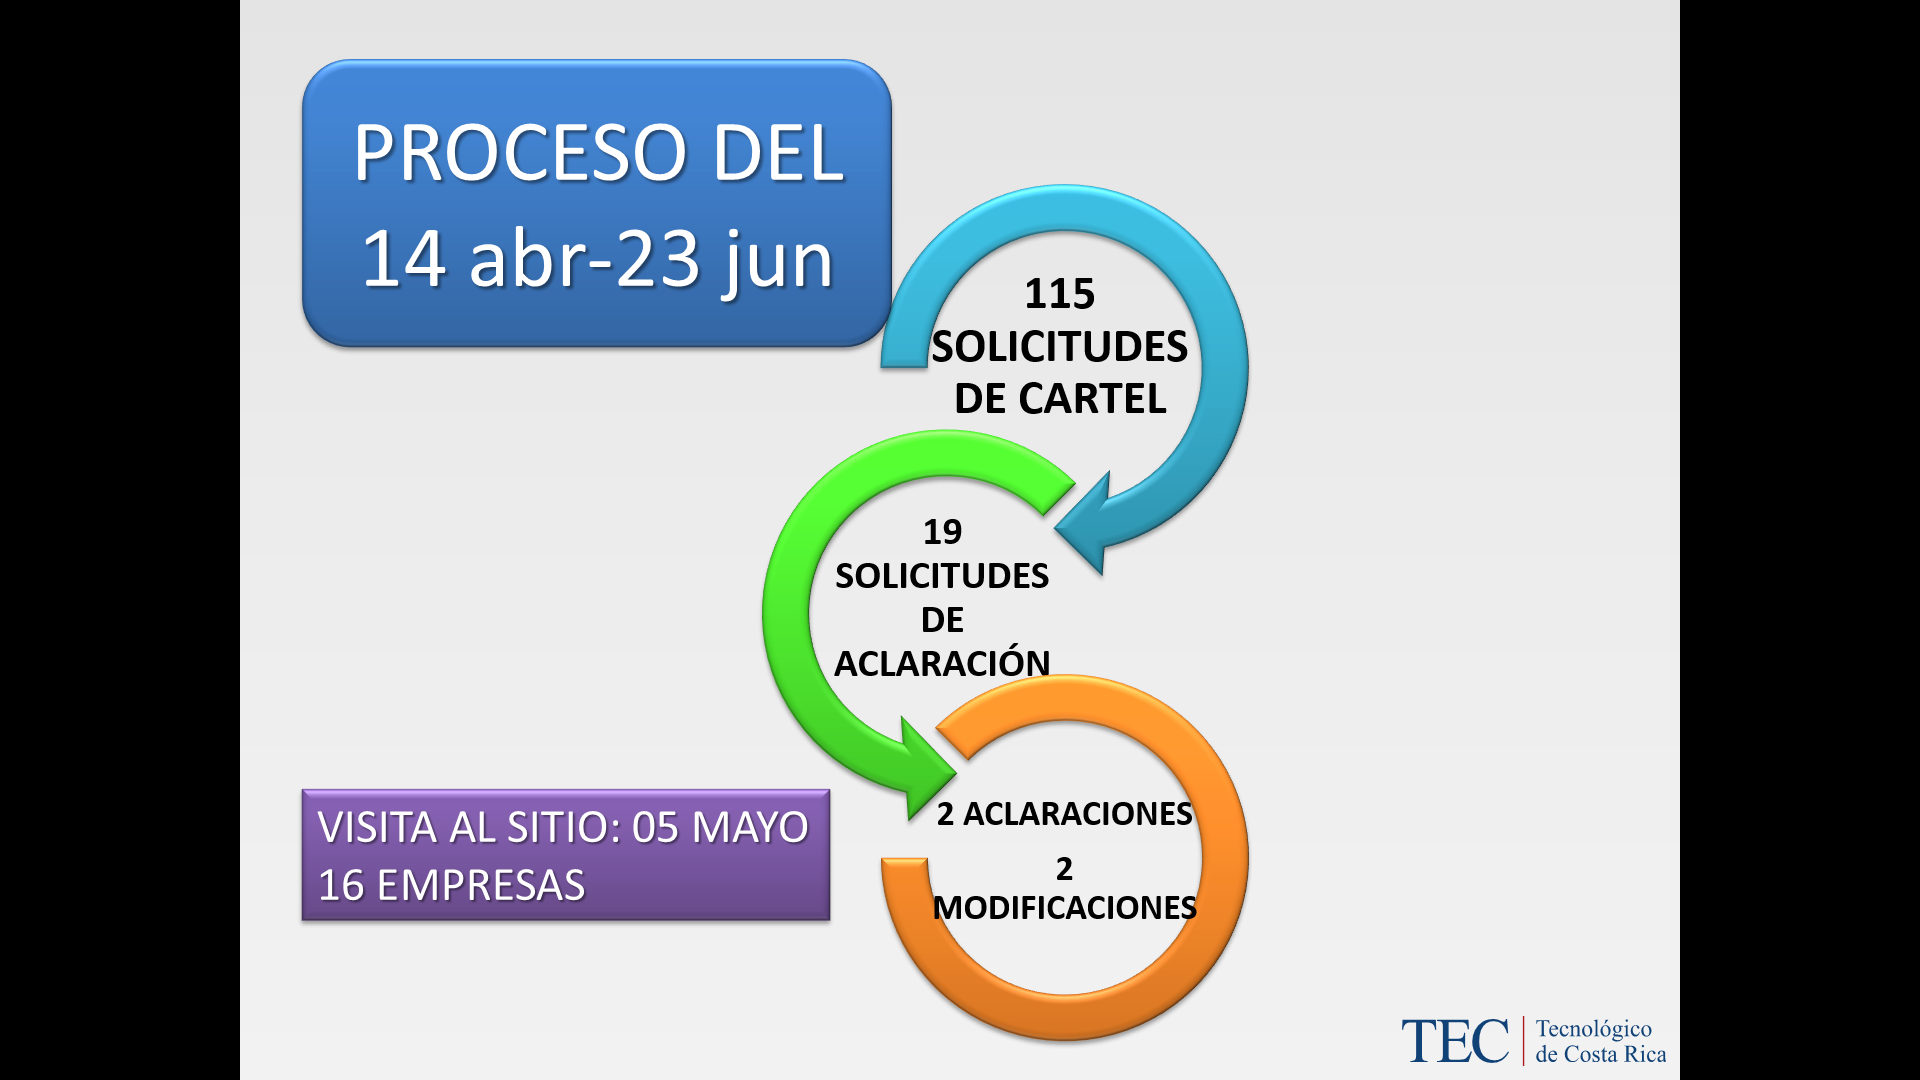 PROCESO DEL
14 abr-23 jun
115
SOLICITUDES
DE CARTEL
19
SOLICITUDES
DE
ACLARACIÓN
2 ACLARACIONES
2
MODIFICACIONES
VISITA AL SITIO: 05 MAYO
16 EMPRESAS
TEC
Tecnológico
de Costa Rica